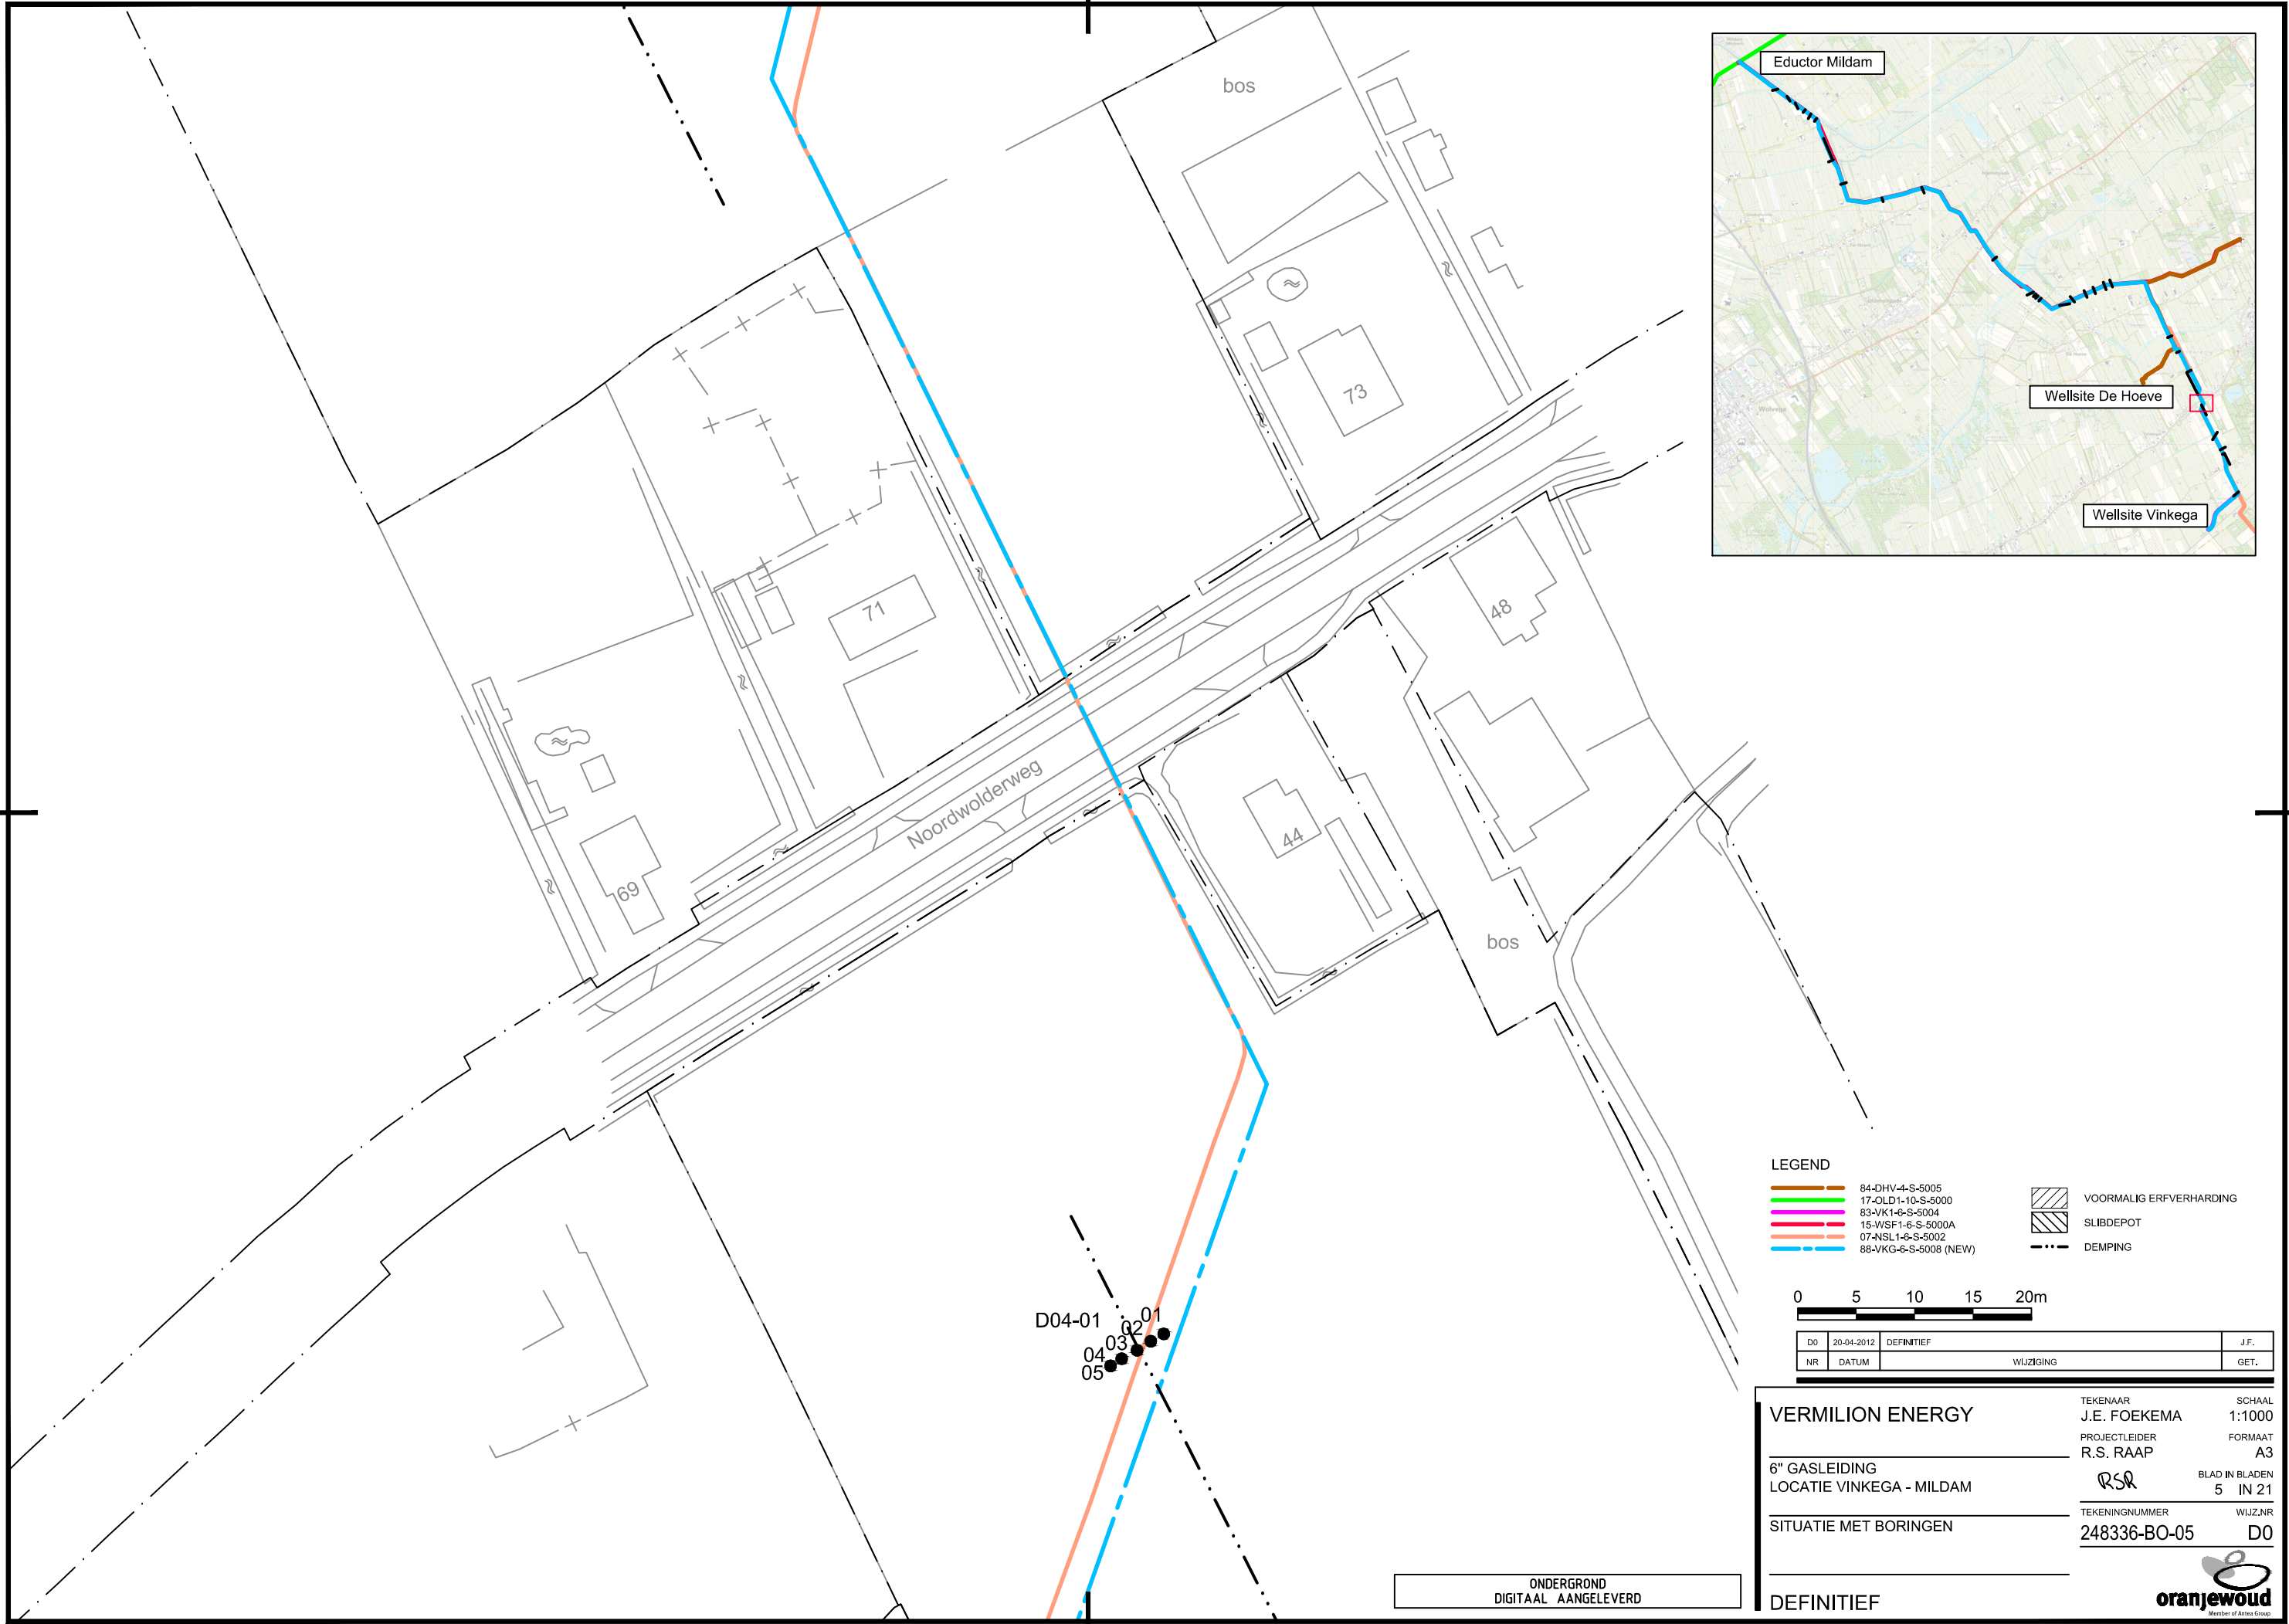 bos
Eductor Mildam
Wellsite De Hoeve
Wellsite Vinkega
73
71
48
Noordwolderweg
44
69
bos
D04-01
01
02
03
04
05
LEGEND
84-DHV-4-S-5005
17-OLD1-10-S-5000
83-VK1-6-S-5004
15-WSF1-6-S-5000A
07-NSL1-6-S-5002
88-VKG-6-S-5008 (NEW)
VOORMALIG ERFVERHARDING
SLIBDEPOT
DEMPING
0 5 10 15 20m
D0 20-04-2012 DEFINITIEF J.F.
NR DATUM WIJZIGING GET.
VERMILION ENERGY
6" GASLEIDING
LOCATIE VINKEGA - MILDAM
SITUATIE MET BORINGEN
DEFINITIEF
TEKENAAR
J.E. FOEKEMA
SCHAAL
1:1000
PROJECTLEIDER
R.S. RAAP
FORMAAT
A3
RSR
BLAD IN BLADEN
5 IN 21
TEKENINGNUMMER
248336-BO-05
WIJZ.NR
D0
oranjewoud
Member of Antea Group
ONDERGROND
DIGITAAL AANGELEVERD